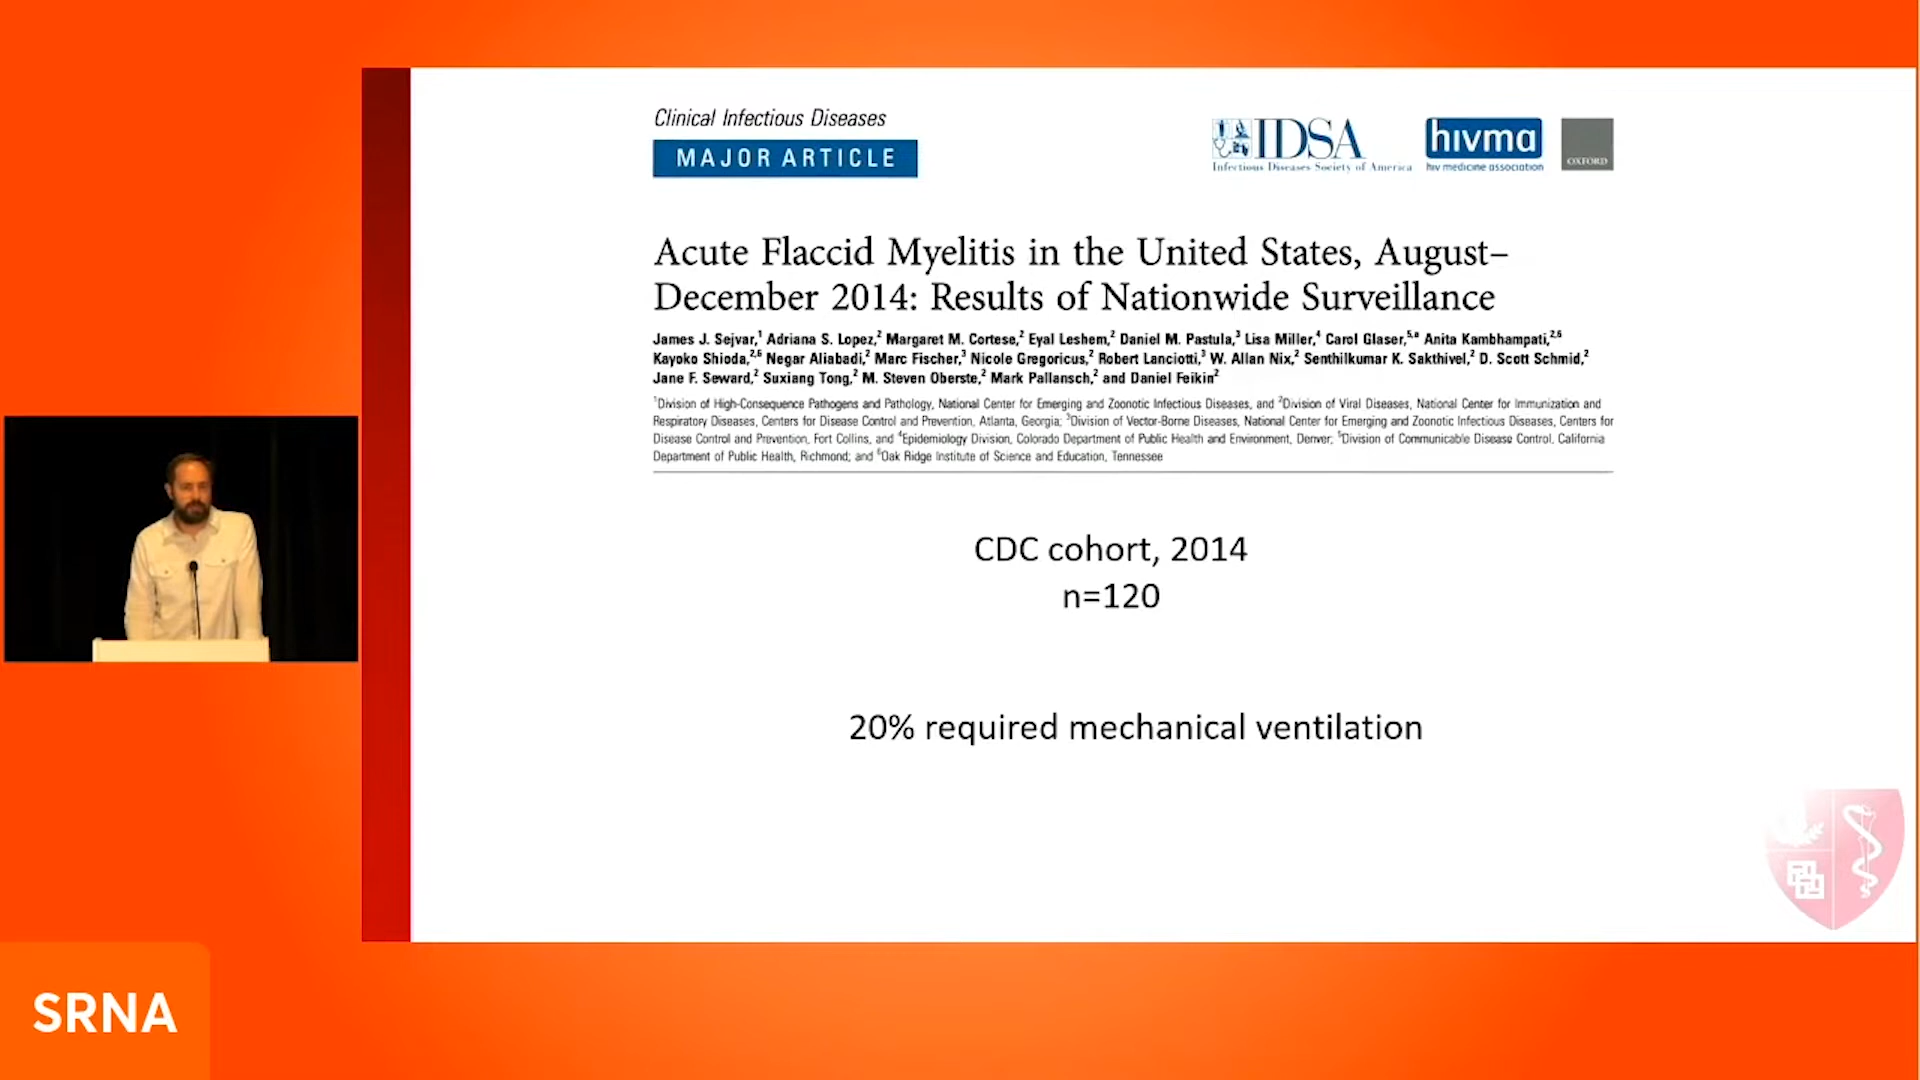 Clinical Infectious Diseases
MAJOR ARTICLE
IDSA
Infectious Diseases Society of America
hivma
hiv medicine association
OXFORD
Acute Flaccid Myelitis in the United States, August–
December 2014: Results of Nationwide Surveillance
James J. Sejvar,¹ Adriana S. Lopez,² Margaret M. Cortese,² Eyal Leshem,² Daniel M. Pastula,³ Lisa Miller,⁴ Carol Glaser,⁵,ᵃ Anita Kambhampati,²,⁶
Kayoko Shioda,²,⁶ Negar Aliabadi,² Marc Fischer,³ Nicole Gregoricus,² Robert Lanciotti,³ W. Allan Nix,² Senthilkumar K. Sakthivel,² D. Scott Schmid,²
Jane F. Seward,² Suxiang Tong,² M. Steven Oberste,² Mark Pallansch,² and Daniel Feikin²
¹Division of High-Consequence Pathogens and Pathology, National Center for Emerging and Zoonotic Infectious Diseases, and ²Division of Viral Diseases, National Center for Immunization and
Respiratory Diseases, Centers for Disease Control and Prevention, Atlanta, Georgia; ³Division of Vector-Borne Diseases, National Center for Emerging and Zoonotic Infectious Diseases, Centers for
Disease Control and Prevention, Fort Collins, and ⁴Epidemiology Division, Colorado Department of Public Health and Environment, Denver; ⁵Division of Communicable Disease Control, California
Department of Public Health, Richmond; and ⁶Oak Ridge Institute of Science and Education, Tennessee
CDC cohort, 2014
n=120
20% required mechanical ventilation
SRNA